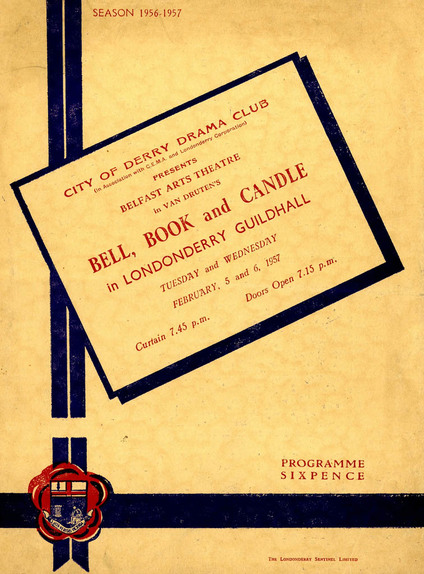 SEASON 1956-1957
CITY OF DERRY DRAMA CLUB
(In Association with C.E.M.A. and Londonderry Corporation)
PRESENTS
BELFAST ARTS THEATRE
in VAN DRUTEN'S
BELL, BOOK and CANDLE
in LONDONDERRY GUILDHALL
TUESDAY and WEDNESDAY
FEBRUARY, 5 and 6, 1957
Curtain 7.45 p.m. Doors Open 7.15 p.m.
PROGRAMME
SIXPENCE
THE LONDONDERRY SENTINEL LIMITED